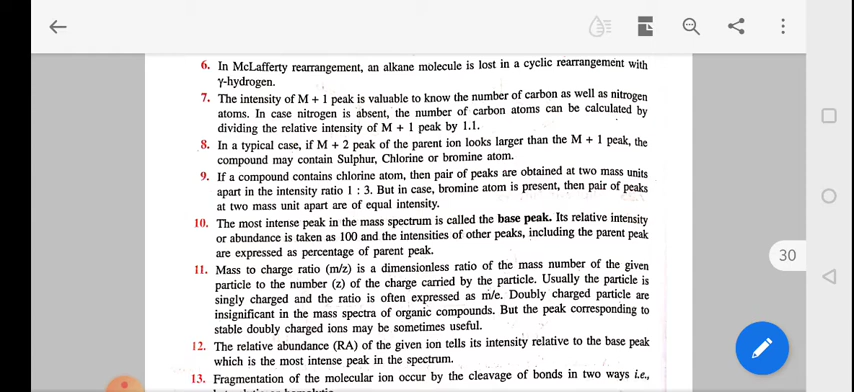 6. In McLafferty rearrangement, an alkane molecule is lost in a cyclic rearrangement with
γ-hydrogen.
7. The intensity of M + 1 peak is valuable to know the number of carbon as well as nitrogen
atoms. In case nitrogen is absent, the number of carbon atoms can be calculated by
dividing the relative intensity of M + 1 peak by 1.1.
8. In a typical case, if M + 2 peak of the parent ion looks larger than the M + 1 peak, the
compound may contain Sulphur, Chlorine or bromine atom.
9. If a compound contains chlorine atom, then pair of peaks are obtained at two mass units
apart in the intensity ratio 1 : 3. But in case, bromine atom is present, then pair of peaks
at two mass unit apart are of equal intensity.
10. The most intense peak in the mass spectrum is called the base peak. Its relative intensity
or abundance is taken as 100 and the intensities of other peaks, including the parent peak
are expressed as percentage of parent peak.
30
11. Mass to charge ratio (m/z) is a dimensionless ratio of the mass number of the given
particle to the number (z) of the charge carried by the particle. Usually the particle is
singly charged and the ratio is often expressed as m/e. Doubly charged particle are
insignificant in the mass spectra of organic compounds. But the peak corresponding to
stable doubly charged ions may be sometimes useful.
12. The relative abundance (RA) of the given ion tells its intensity relative to the base peak
which is the most intense peak in the spectrum.
13. Fragmentation of the molecular ion occur by the cleavage of bonds in two ways i.e.,